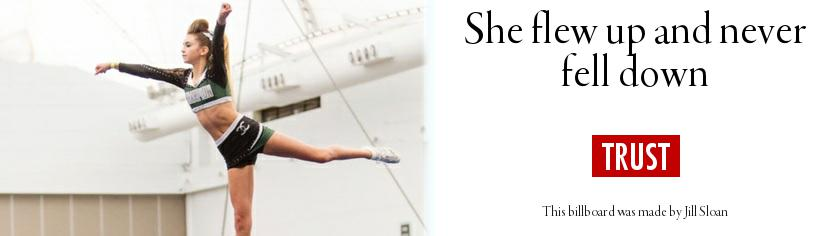 She flew up and never
fell down
TRUST
This billboard was made by Jill Sloan